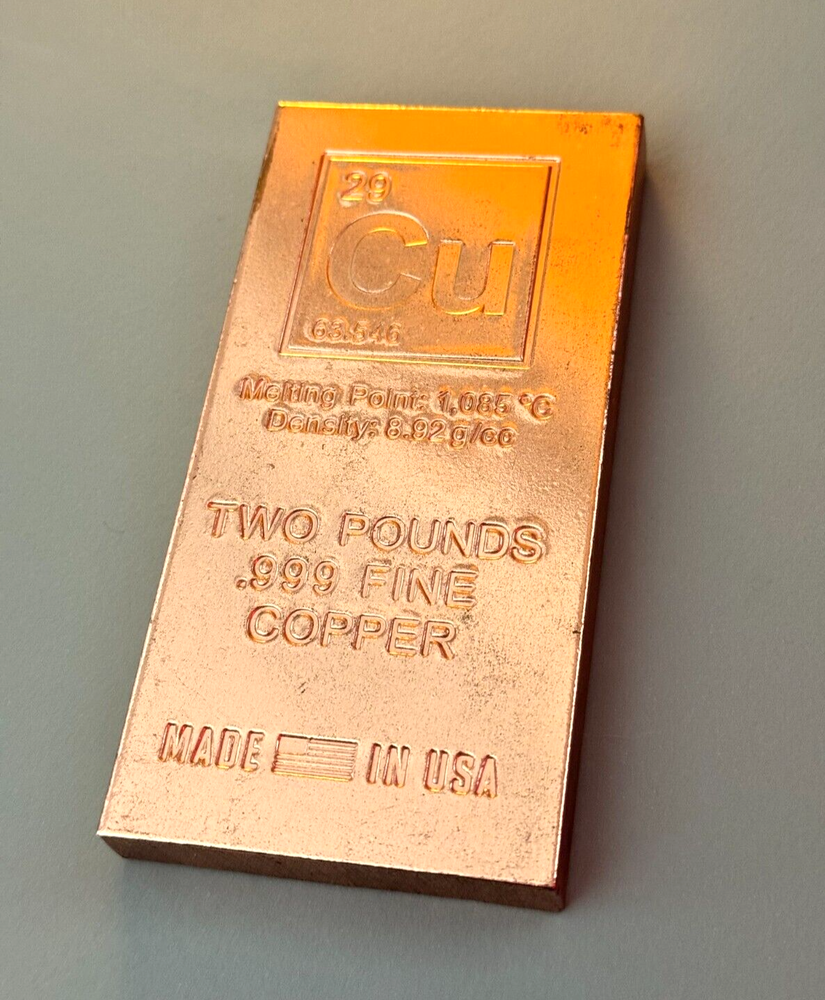 29
Cu
63.546
Melting Point: 1,085 °C
Density: 8.92 g/cc
TWO POUNDS
.999 FINE
COPPER
MADE IN USA